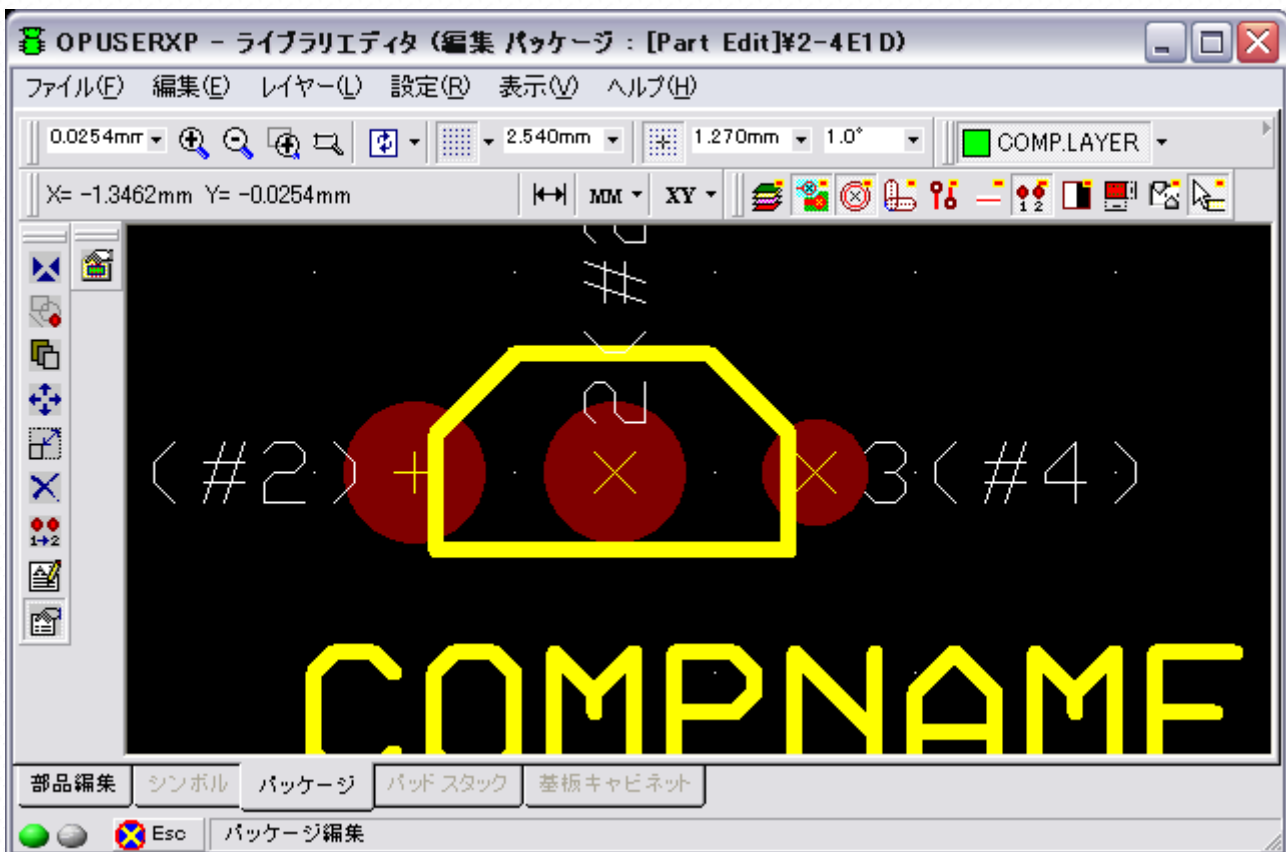 OPUSERXP - ライブラリエディタ (編集 パッケージ : [Part Edit]¥2-4E1D)
ファイル(F) 編集(E) レイヤー(L) 設定(R) 表示(V) ヘルプ(H)
0.0254mm 2.540mm 1.270mm 1.0° COMP.LAYER
X= -1.3462mm Y= -0.0254mm MM XY
2(#
(#2) 3(#4)
COMPNAME
部品編集 シンボル パッケージ パッド スタック 基板キャビネット
Esc パッケージ編集